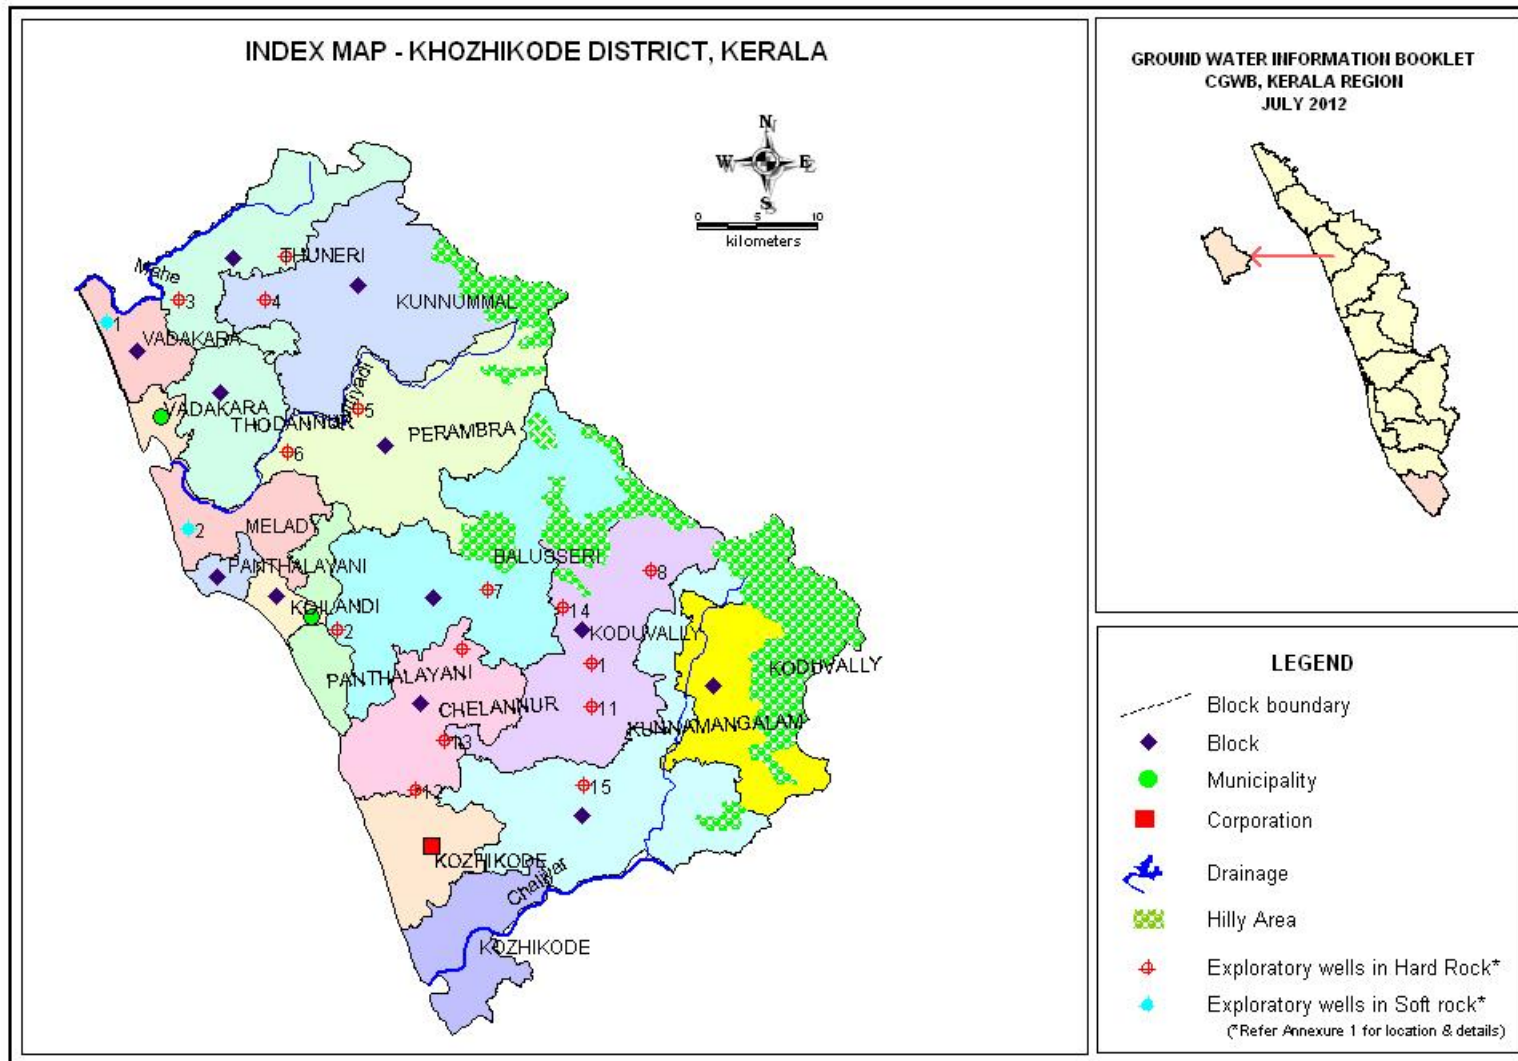 INDEX MAP - KHOZHIKODE DISTRICT, KERALA
N
W E
S
0 5 10
kilometers
THUNERI
Mahe
3
4
KUNNUMMAL
1
VADAKARA
VADAKARA
THODANNUR
5
PERAMBRA
6
2
MELADY
PANTHALAYANI
BALUSSERI
7
8
KOILANDI
2
14
KODUVALLY
1
KODUVALLY
PANTHALAYANI
CHELANNUR
11
KUNNAMANGALAM
13
12
15
KOZHIKODE
Chaliyar
KOZHIKODE
GROUND WATER INFORMATION BOOKLET
CGWB, KERALA REGION
JULY 2012
LEGEND
Block boundary
Block
Municipality
Corporation
Drainage
Hilly Area
Exploratory wells in Hard Rock*
Exploratory wells in Soft rock*
(*Refer Annexure 1 for location & details)